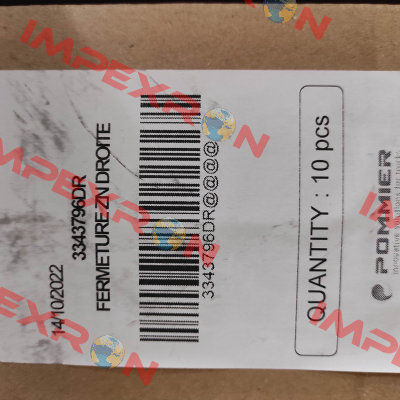 14/10/2022
3343796DR
FERMETURE-ZN DROITE
3343796DR@@@@
QUANTITY : 10 pcs
POMMIER
IMPEXRON
IMPEXRON
IMPEXRON
IMPEXRON